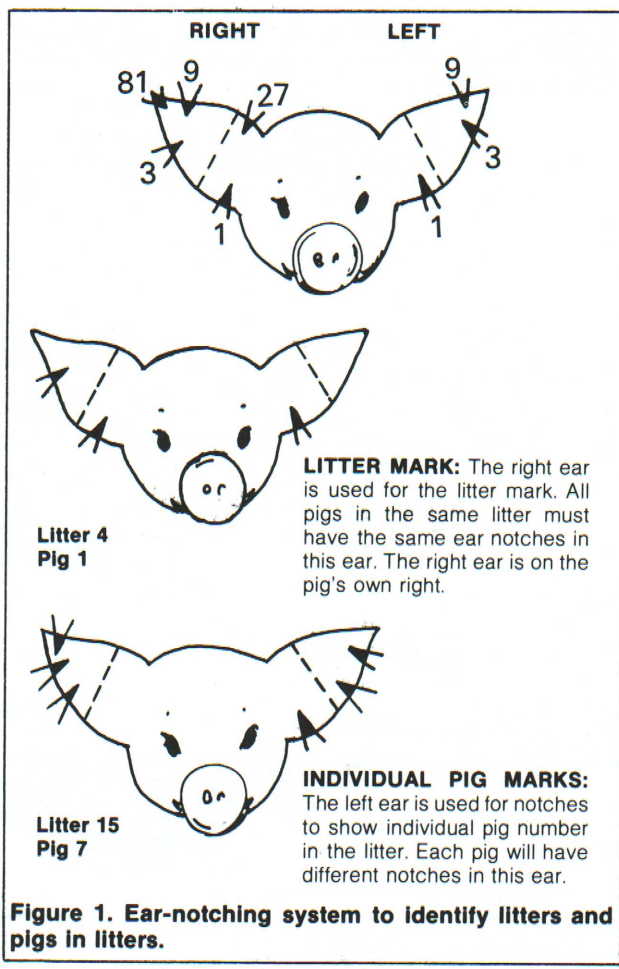 RIGHT LEFT
81 9 27 9
3 3
1 1
LITTER MARK: The right ear
is used for the litter mark. All
pigs in the same litter must
have the same ear notches in
this ear. The right ear is on the
pig's own right.
Litter 4
Pig 1
INDIVIDUAL PIG MARKS:
The left ear is used for notches
to show individual pig number
in the litter. Each pig will have
different notches in this ear.
Litter 15
Pig 7
Figure 1. Ear-notching system to identify litters and
pigs in litters.